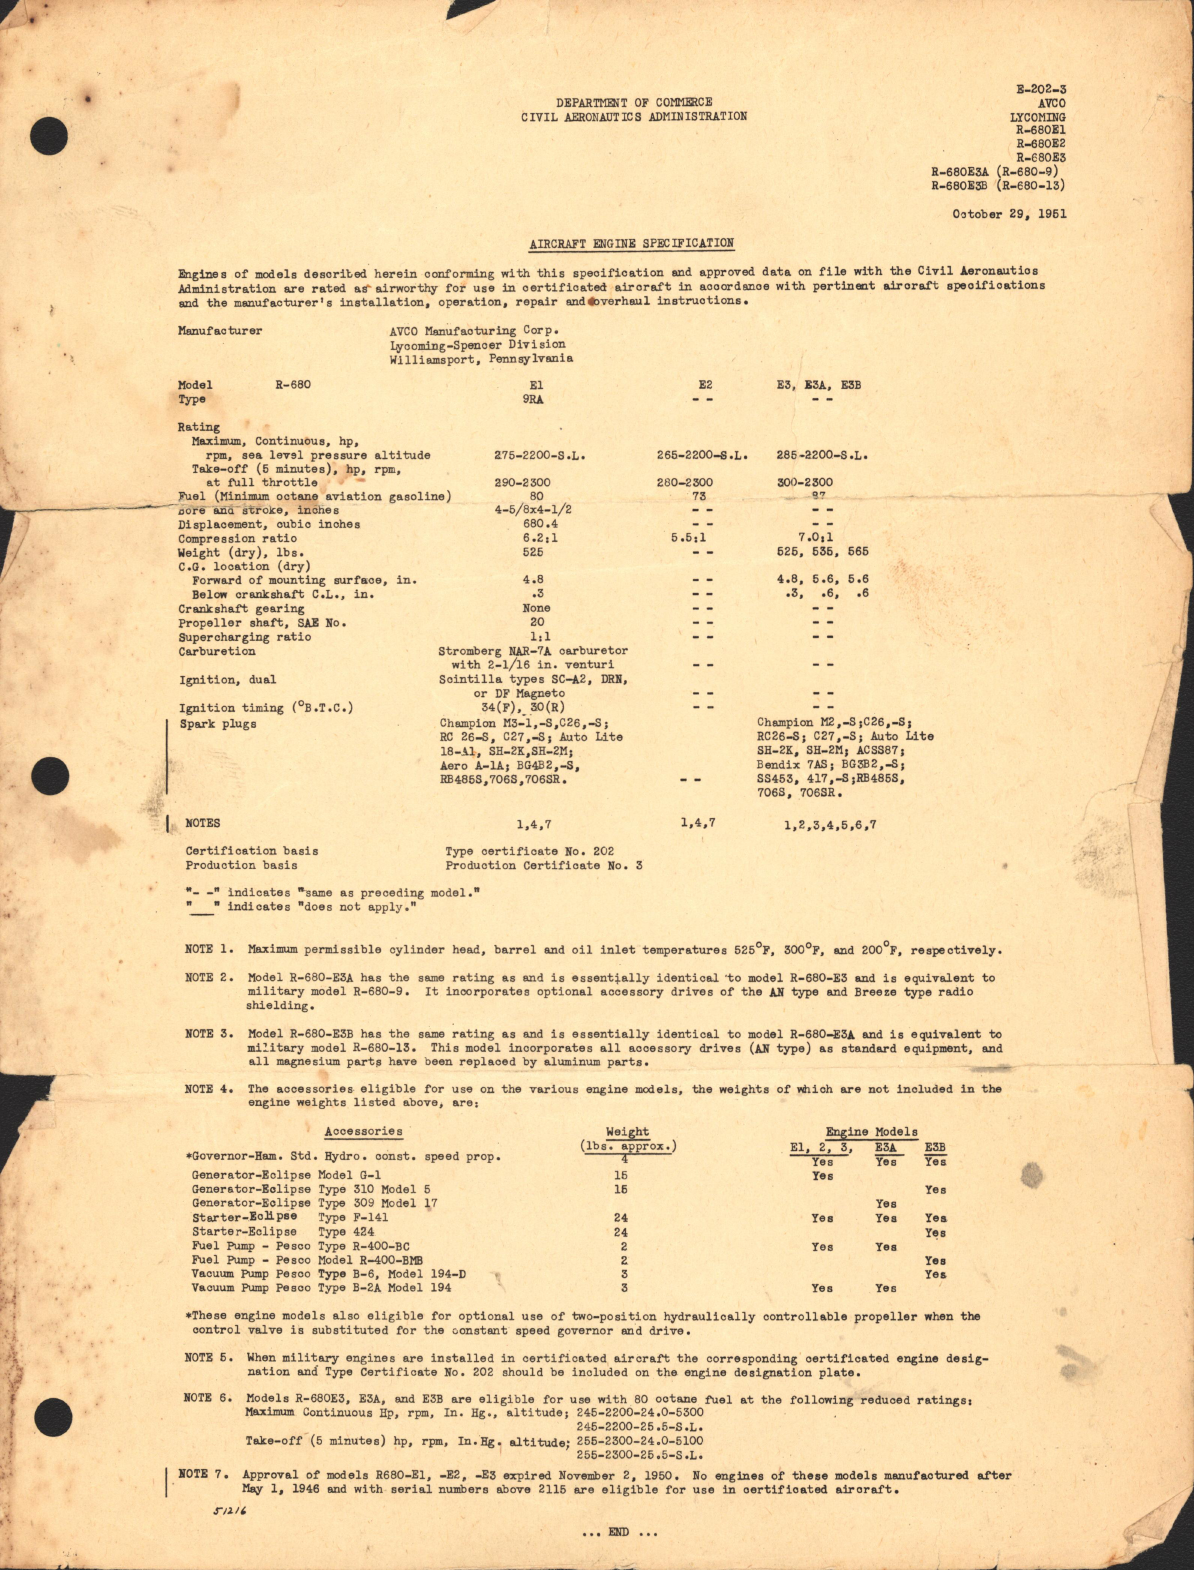 E-202-3
DEPARTMENT OF COMMERCE AVCO
CIVIL AERONAUTICS ADMINISTRATION LYCOMING
R-680E1
R-680E2
R-680E3
R-680E3A (R-680-9)
R-680E3B (R-680-13)
October 29, 1951
AIRCRAFT ENGINE SPECIFICATION
Engines of models described herein conforming with this specification and approved data on file with the Civil Aeronautics
Administration are rated as airworthy for use in certificated aircraft in accordance with pertinent aircraft specifications
and the manufacturer's installation, operation, repair and overhaul instructions.
Manufacturer AVCO Manufacturing Corp.
Lycoming-Spencer Division
Williamsport, Pennsylvania
Model R-680 E1 E2 E3, E3A, E3B
Type 9RA - - - -
Rating
Maximum, Continuous, hp,
rpm, sea level pressure altitude 275-2200-S.L. 265-2200-S.L. 285-2200-S.L.
Take-off (5 minutes), hp, rpm,
at full throttle 290-2300 280-2300 300-2300
Fuel (Minimum octane aviation gasoline) 80 73 87
Bore and stroke, inches 4-5/8x4-1/2 - - - -
Displacement, cubic inches 680.4 - - - -
Compression ratio 6.2:1 5.5:1 7.0:1
Weight (dry), lbs. 525 - - 525, 535, 565
C.G. location (dry)
Forward of mounting surface, in. 4.8 - - 4.8, 5.6, 5.6
Below crankshaft C.L., in. .3 - - .3, .6, .6
Crankshaft gearing None - - - -
Propeller shaft, SAE No. 20 - - - -
Supercharging ratio 1:1 - - - -
Carburetion Stromberg NAR-7A carburetor
with 2-1/16 in. venturi - - - -
Ignition, dual Scintilla types SC-A2, DRN,
or DF Magneto - - - -
Ignition timing (°B.T.C.) 34(F), 30(R) - - - -
Spark plugs Champion M3-1,-S,C26,-S; Champion M2,-S;C26,-S;
RC 26-S, C27,-S; Auto Lite RC26-S; C27,-S; Auto Lite
18-A1, SH-2K,SH-2M; SH-2K, SH-2M; ACSS87;
Aero A-1A; BG4B2,-S, Bendix 7AS; BG3B2,-S;
RB485S,706S,706SR. - - SS453, 417,-S;RB485S,
706S, 706SR.
NOTES 1,4,7 1,4,7 1,2,3,4,5,6,7
Certification basis Type certificate No. 202
Production basis Production Certificate No. 3
"- -" indicates "same as preceding model."
"___" indicates "does not apply."
NOTE 1. Maximum permissible cylinder head, barrel and oil inlet temperatures 525°F, 300°F, and 200°F, respectively.
NOTE 2. Model R-680-E3A has the same rating as and is essentially identical to model R-680-E3 and is equivalent to
military model R-680-9. It incorporates optional accessory drives of the AN type and Breeze type radio
shielding.
NOTE 3. Model R-680-E3B has the same rating as and is essentially identical to model R-680-E3A and is equivalent to
military model R-680-13. This model incorporates all accessory drives (AN type) as standard equipment, and
all magnesium parts have been replaced by aluminum parts.
NOTE 4. The accessories eligible for use on the various engine models, the weights of which are not included in the
engine weights listed above, are:
Accessories Weight Engine Models
(lbs. approx.) E1, 2, 3, E3A E3B
*Governor-Ham. Std. Hydro. const. speed prop. 4 Yes Yes Yes
Generator-Eclipse Model G-1 15 Yes
Generator-Eclipse Type 310 Model 5 15 Yes
Generator-Eclipse Type 309 Model 17 Yes
Starter-Eclipse Type F-141 24 Yes Yes Yes
Starter-Eclipse Type 424 24 Yes
Fuel Pump - Pesco Type R-400-BC 2 Yes Yes
Fuel Pump - Pesco Model R-400-BMB 2 Yes
Vacuum Pump Pesco Type B-6, Model 194-D 3 Yes
Vacuum Pump Pesco Type B-2A Model 194 3 Yes Yes
*These engine models also eligible for optional use of two-position hydraulically controllable propeller when the
control valve is substituted for the constant speed governor and drive.
NOTE 5. When military engines are installed in certificated aircraft the corresponding certificated engine desig-
nation and Type Certificate No. 202 should be included on the engine designation plate.
NOTE 6. Models R-680E3, E3A, and E3B are eligible for use with 80 octane fuel at the following reduced ratings:
Maximum Continuous Hp, rpm, In. Hg., altitude; 245-2200-24.0-5300
245-2200-25.5-S.L.
Take-off (5 minutes) hp, rpm, In.Hg. altitude; 255-2300-24.0-5100
255-2300-25.5-S.L.
NOTE 7. Approval of models R680-E1, -E2, -E3 expired November 2, 1950. No engines of these models manufactured after
May 1, 1946 and with serial numbers above 2115 are eligible for use in certificated aircraft.
51216
... END ...